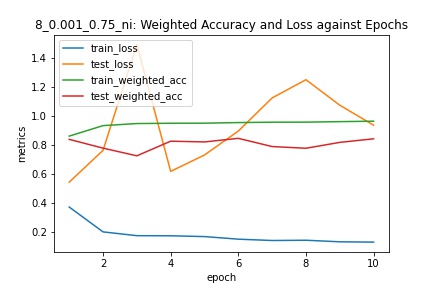 8_0.001_0.75_ni: Weighted Accuracy and Loss against Epochs
train_loss
test_loss
train_weighted_acc
test_weighted_acc
1.4
1.2
1.0
0.8
0.6
0.4
0.2
metrics
2
4
6
8
10
epoch